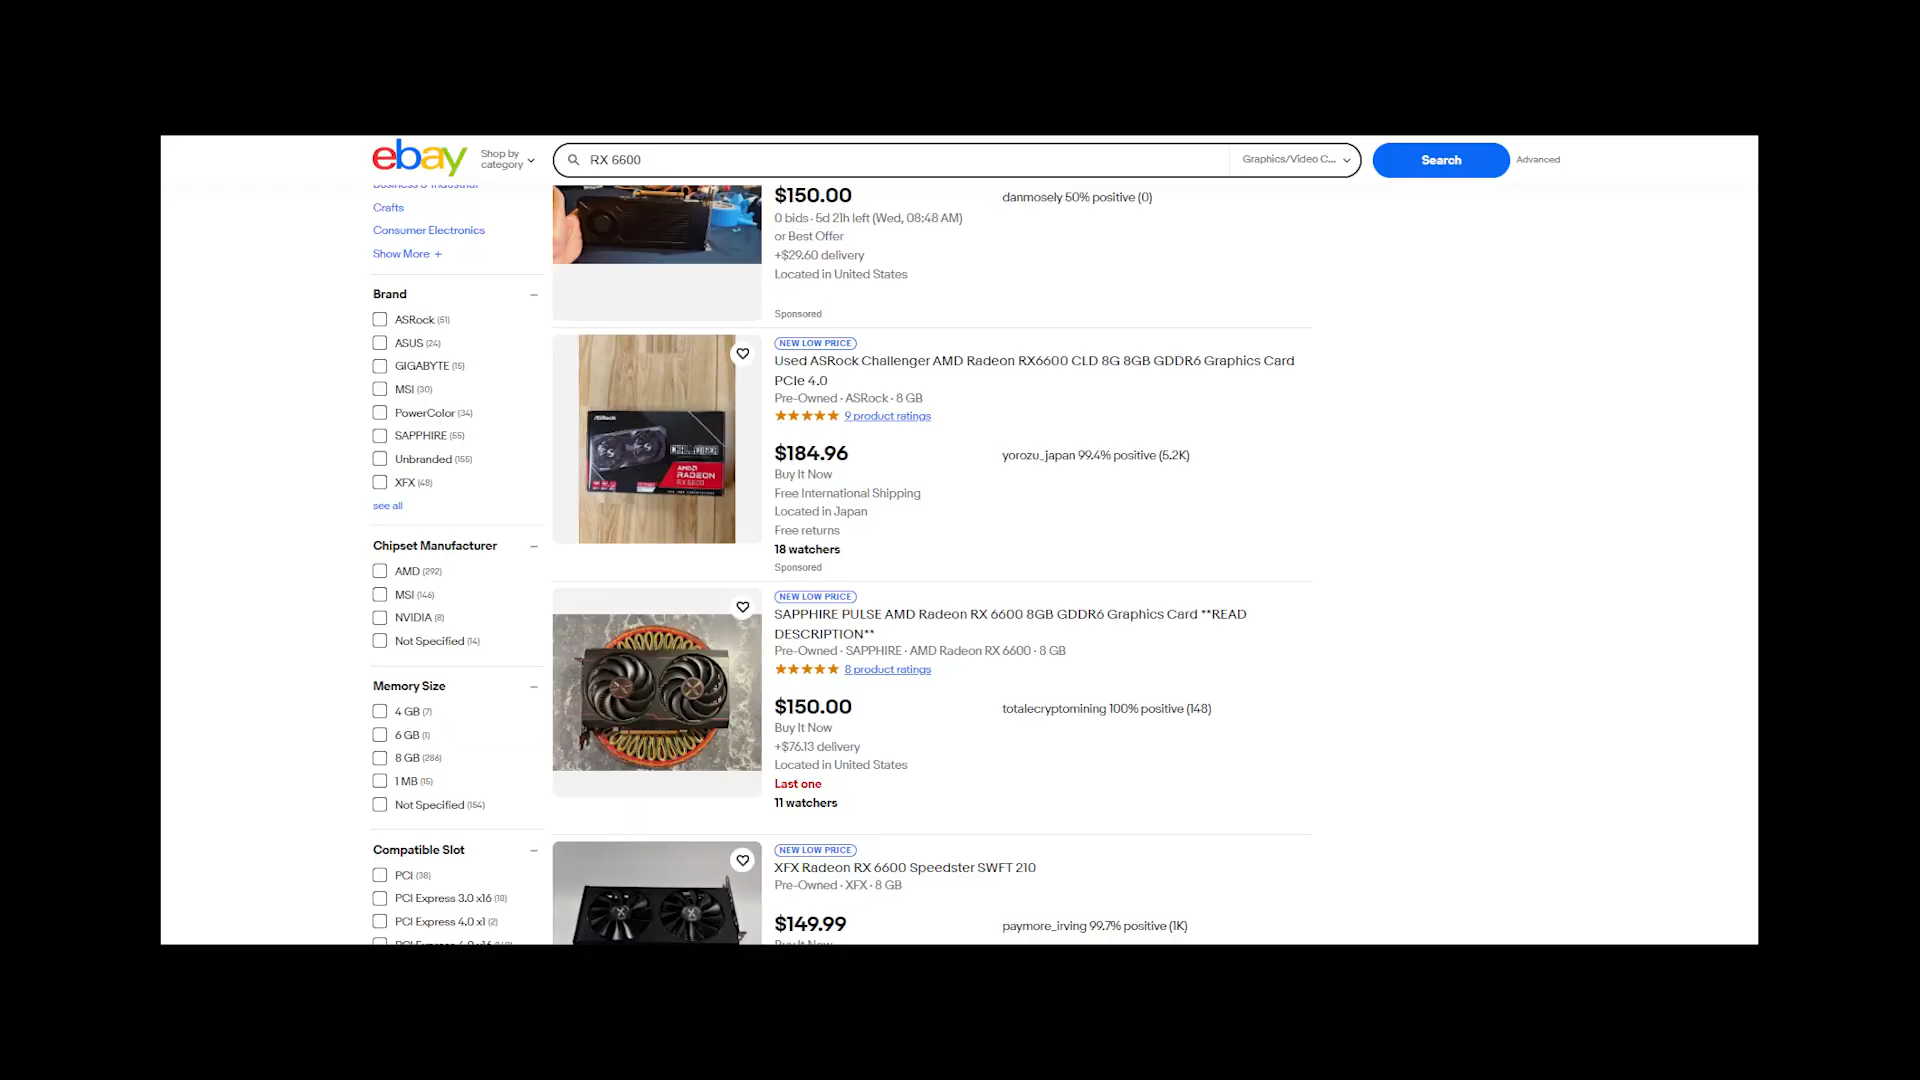 ebay
Shop by
category
RX 6600
Graphics/Video C...
Search
Advanced
Business & Industrial
Crafts
Consumer Electronics
Show More +
Brand
ASRock (51)
ASUS (24)
GIGABYTE (15)
MSI (30)
PowerColor (34)
SAPPHIRE (55)
Unbranded (155)
XFX (48)
see all
Chipset Manufacturer
AMD (292)
MSI (146)
NVIDIA (8)
Not Specified (14)
Memory Size
4 GB (7)
6 GB (1)
8 GB (286)
1 MB (15)
Not Specified (154)
Compatible Slot
PCI (38)
PCI Express 3.0 x16 (18)
PCI Express 4.0 x1 (2)
$150.00
danmosely 50% positive (0)
0 bids · 5d 21h left (Wed, 08:48 AM)
or Best Offer
+$29.60 delivery
Located in United States
Sponsored
NEW LOW PRICE
Used ASRock Challenger AMD Radeon RX6600 CLD 8G 8GB GDDR6 Graphics Card
PCIe 4.0
Pre-Owned · ASRock · 8 GB
9 product ratings
$184.96
yorozu_japan 99.4% positive (5.2K)
Buy It Now
Free International Shipping
Located in Japan
Free returns
18 watchers
Sponsored
ASRock
CHALLENGER
AMD
RADEON
RX 6600
NEW LOW PRICE
SAPPHIRE PULSE AMD Radeon RX 6600 8GB GDDR6 Graphics Card **READ
DESCRIPTION**
Pre-Owned · SAPPHIRE · AMD Radeon RX 6600 · 8 GB
8 product ratings
$150.00
totalecryptomining 100% positive (148)
Buy It Now
+$76.13 delivery
Located in United States
Last one
11 watchers
NEW LOW PRICE
XFX Radeon RX 6600 Speedster SWFT 210
Pre-Owned · XFX · 8 GB
$149.99
paymore_irving 99.7% positive (1K)
Buy It Now